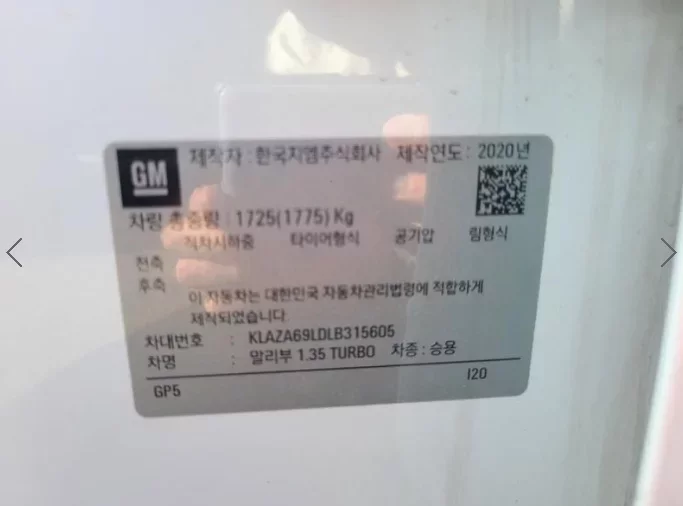 GM
제작자 : 한국지엠주식회사 제작연도 : 2020년
차량 총중량 : 1725(1775) Kg
적차시하중 타이어형식 공기압 림형식
전축
후축
이 자동차는 대한민국 자동차관리법령에 적합하게
제작되었습니다.
차대번호 : KLAZA69LDLB315605
차명 : 말리부 1.35 TURBO 차종 : 승용
GP5 I20